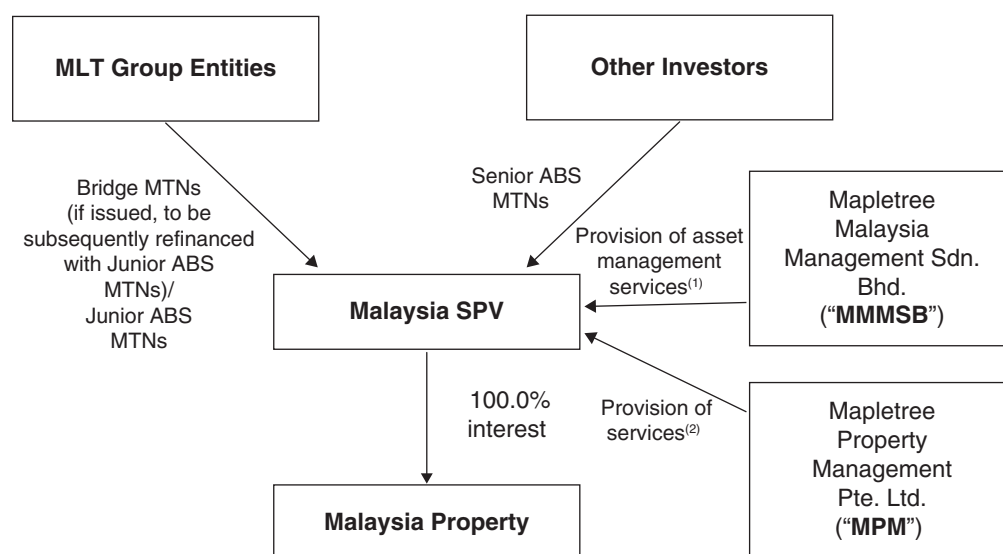 MLT Group Entities
Other Investors
Bridge MTNs
(if issued, to be
subsequently refinanced
with Junior ABS
MTNs)/
Junior ABS
MTNs
Senior ABS
MTNs
Provision of asset
management
services(1)
Mapletree
Malaysia
Management Sdn.
Bhd.
(“MMMSB”)
Malaysia SPV
100.0%
interest
Provision of
services(2)
Mapletree
Property
Management
Pte. Ltd.
(“MPM”)
Malaysia Property